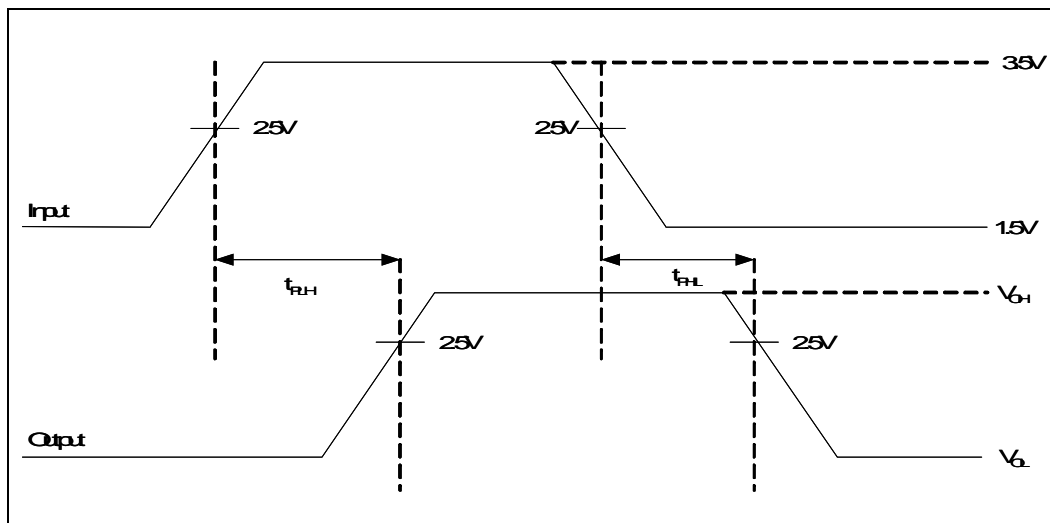 3.5V
2.5V
2.5V
Input
1.5V
tPLH
tPHL
VOH
2.5V
2.5V
Output
VOL